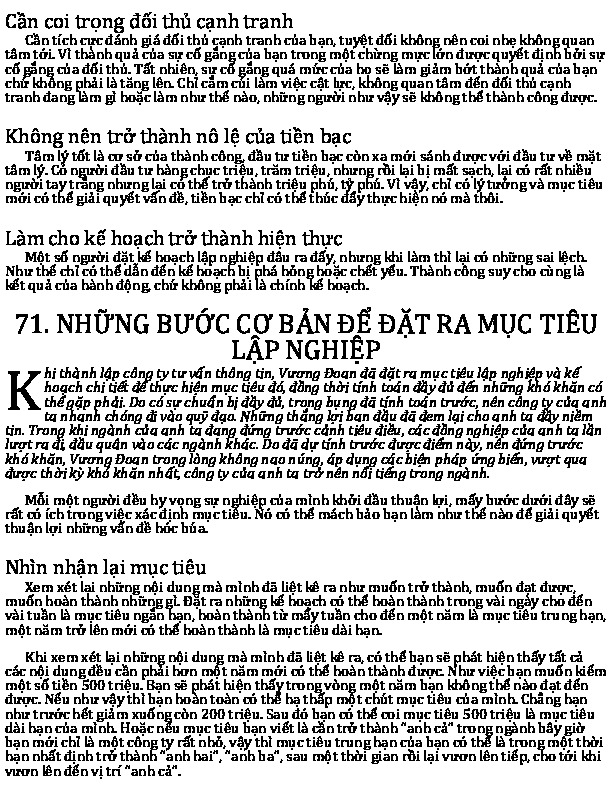 Cần coi trọng đối thủ cạnh tranh
Cần tích cực đánh giá đối thủ cạnh tranh của bạn, tuyệt đối không nên coi nhẹ không quan
tâm tới. Vì thành quả của sự cố gắng của bạn trong một chừng mực lớn được quyết định bởi sự
cố gắng của đối thủ. Tất nhiên, sự cố gắng quá mức của họ sẽ làm giảm bớt thành quả của bạn
chứ không phải là tăng lên. Chỉ cắm cúi làm việc cật lực, không quan tâm đến đối thủ cạnh
tranh đang làm gì hoặc làm như thế nào, những người như vậy sẽ không thể thành công được.
Không nên trở thành nô lệ của tiền bạc
Tâm lý tốt là cơ sở của thành công, đầu tư tiền bạc còn xa mới sánh được với đầu tư về mặt
tâm lý. Có người đầu tư hàng chục triệu, trăm triệu, nhưng rồi lại bị mất sạch, lại có rất nhiều
người tay trắng nhưng lại có thể trở thành triệu phú, tỷ phú. Vì vậy, chỉ có lý tưởng và mục tiêu
mới có thể giải quyết vấn đề, tiền bạc chỉ có thể thúc đẩy thực hiện nó mà thôi.
Làm cho kế hoạch trở thành hiện thực
Một số người đặt kế hoạch lập nghiệp đâu ra đấy, nhưng khi làm thì lại có những sai lệch.
Như thế chỉ có thể dẫn đến kế hoạch bị phá hỏng hoặc chết yểu. Thành công suy cho cùng là
kết quả của hành động, chứ không phải là chính kế hoạch.
71. NHỮNG BƯỚC CƠ BẢN ĐỂ ĐẶT RA MỤC TIÊU
LẬP NGHIỆP
Khi thành lập công ty tư vấn thông tin, Vương Đoan đã đặt ra mục tiêu lập nghiệp và kế
hoạch chi tiết để thực hiện mục tiêu đó, đồng thời tính toán đầy đủ đến những khó khăn có
thể gặp phải. Do có sự chuẩn bị đầy đủ, trong bụng đã tính toán trước, nên công ty của anh
ta nhanh chóng đi vào quỹ đạo. Những thắng lợi ban đầu đã đem lại cho anh ta đầy niềm
tin. Trong khi ngành của anh ta đang đứng trước cảnh tiêu điều, các đồng nghiệp của anh ta lần
lượt ra đi, đầu quân vào các ngành khác. Do đã dự tính trước được điểm này, nên đứng trước
khó khăn, Vương Đoan trong lòng không nao núng, áp dụng các biện pháp ứng biến, vượt qua
được thời kỳ khó khăn nhất, công ty của anh ta trở nên nổi tiếng trong ngành.
Mỗi một người đều hy vọng sự nghiệp của mình khởi đầu thuận lợi, mấy bước dưới đây sẽ
rất có ích trong việc xác định mục tiêu. Nó có thể mách bảo bạn làm như thế nào để giải quyết
thuận lợi những vấn đề hóc búa.
Nhìn nhận lại mục tiêu
Xem xét lại những nội dung mà mình đã liệt kê ra như muốn trở thành, muốn đạt được,
muốn hoàn thành những gì. Đặt ra những kế hoạch có thể hoàn thành trong vài ngày cho đến
vài tuần là mục tiêu ngắn hạn, hoàn thành từ mấy tuần cho đến một năm là mục tiêu trung hạn,
một năm trở lên mới có thể hoàn thành là mục tiêu dài hạn.
Khi xem xét lại những nội dung mà mình đã liệt kê ra, có thể bạn sẽ phát hiện thấy tất cả
các nội dung đều cần phải hơn một năm mới có thể hoàn thành được. Như việc bạn muốn kiếm
một số tiền 500 triệu. Bạn sẽ phát hiện thấy trong vòng một năm bạn không thể nào đạt đến
được. Nếu như vậy thì bạn hoàn toàn có thể hạ thấp một chút mục tiêu của mình. Chẳng hạn
như trước hết giảm xuống còn 200 triệu. Sau đó bạn có thể coi mục tiêu 500 triệu là mục tiêu
dài hạn của mình. Hoặc nếu mục tiêu bạn viết là cần trở thành “anh cả” trong ngành bây giờ
bạn mới chỉ là một công ty rất nhỏ, vậy thì mục tiêu trung hạn của bạn có thể là trong một thời
hạn nhất định trở thành “anh hai”, “anh ba”, sau một thời gian rồi lại vươn lên tiếp, cho tới khi
vươn lên đến vị trí “anh cả”.